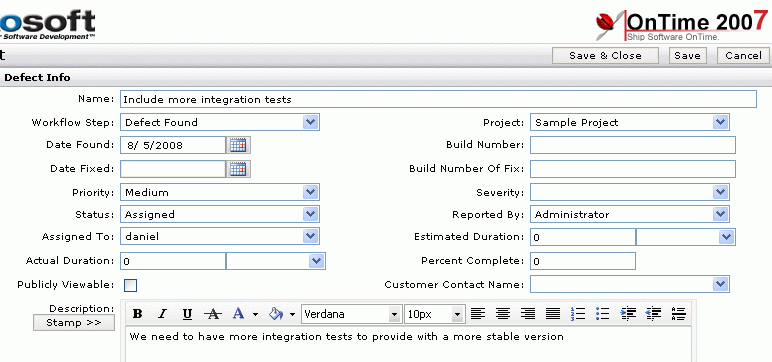 osoft
Software Development™
OnTime 2007
Ship Software OnTime.
t
Save & Close Save Cancel
Defect Info
Name: Include more integration tests
Workflow Step: Defect Found Project: Sample Project
Date Found: 8/ 5/2008 Build Number:
Date Fixed: Build Number Of Fix:
Priority: Medium Severity:
Status: Assigned Reported By: Administrator
Assigned To: daniel Estimated Duration: 0
Actual Duration: 0 Percent Complete: 0
Publicly Viewable: Customer Contact Name:
Description:
Stamp >> B I U A A Verdana 10px
We need to have more integration tests to provide with a more stable version